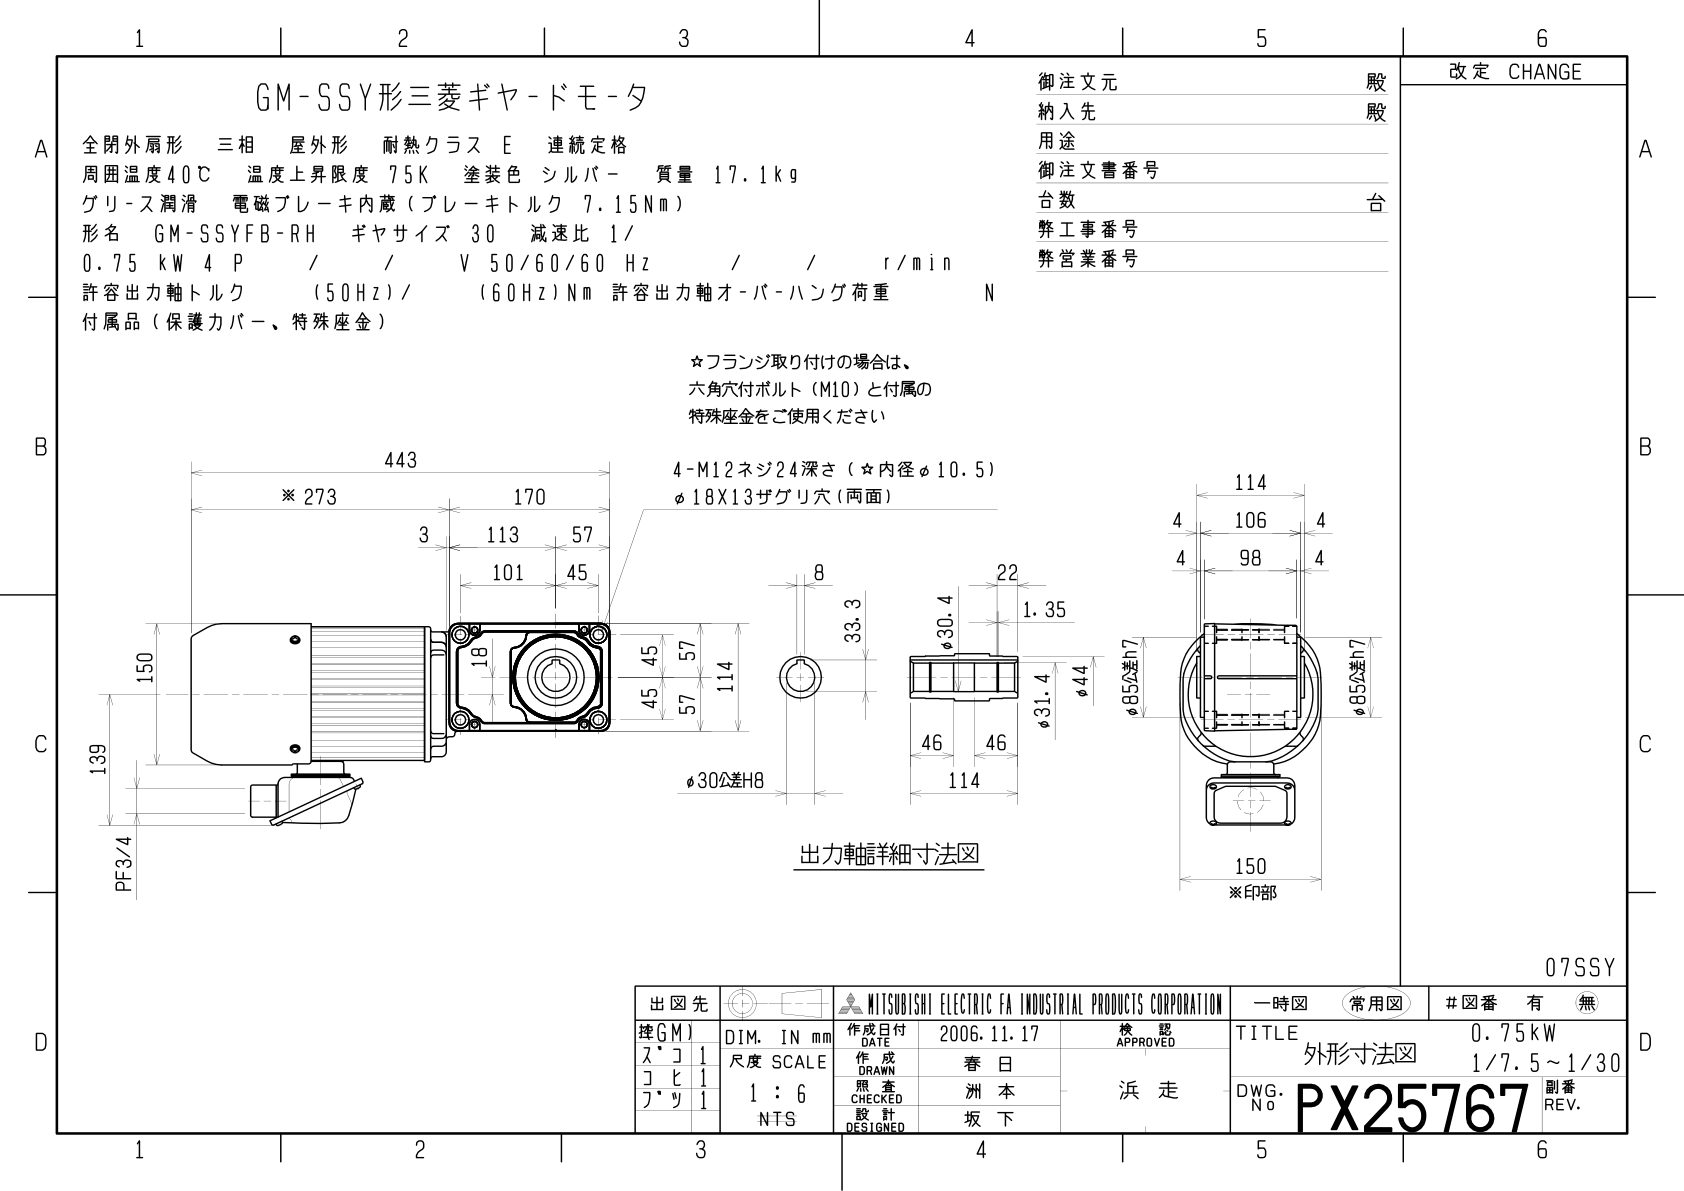 1 2 3 4 5 6
改定 CHANGE
GM-SSY形三菱ギヤードモータ
全閉外扇形 三相 屋外形 耐熱クラス E 連続定格
周囲温度40℃ 温度上昇限度 75K 塗装色 シルバー 質量 17.1kg
グリース潤滑 電磁ブレーキ内蔵(ブレーキトルク 7.15Nm)
形名 GM-SSYFB-RH ギヤサイズ 30 減速比 1/
0.75 kW 4 P / / V 50/60/60 Hz / / r/min
許容出力軸トルク (50Hz)/ (60Hz)Nm 許容出力軸オーバーハング荷重 N
付属品(保護カバー、特殊座金)
御注文元 殿
納入先 殿
用途
御注文書番号
台数 台
弊工事番号
弊営業番号
A A
B B
C C
D D
☆フランジ取り付けの場合は、
六角穴付ボルト(M10)と付属の
特殊座金をご使用ください
4-M12ネジ24深さ(☆内径φ10.5)
φ18X13ザグリ穴(両面)
443
※273 170
3 113 57
101 45
150
139
PF3/4
18
45 57
45 57
114
8
φ30公差H8
33.3
φ30.4
22
1.35
φ44
φ31.4
46 46
114
出力軸詳細寸法図
114
4 106 4
4 98 4
φ85公差h7 φ85公差h7
150
※印部
07SSY
出図先
GM)
スﾞコ 1
コヒ 1
フﾞツ 1
DIM. IN mm
尺度 SCALE
1 : 6
NTS
MITSUBISHI ELECTRIC FA INDUSTRIAL PRODUCTS CORPORATION
作成日付 DATE 2006.11.17
作成 DRAWN 春日
照査 CHECKED 洲本
設計 DESIGNED 坂下
検認 APPROVED
浜走
一時図 常用図 #図番 有 無
TITLE 0.75kW
外形寸法図 1/7.5~1/30
DWG. No PX25767
副番 REV.
1 2 3 4 5 6